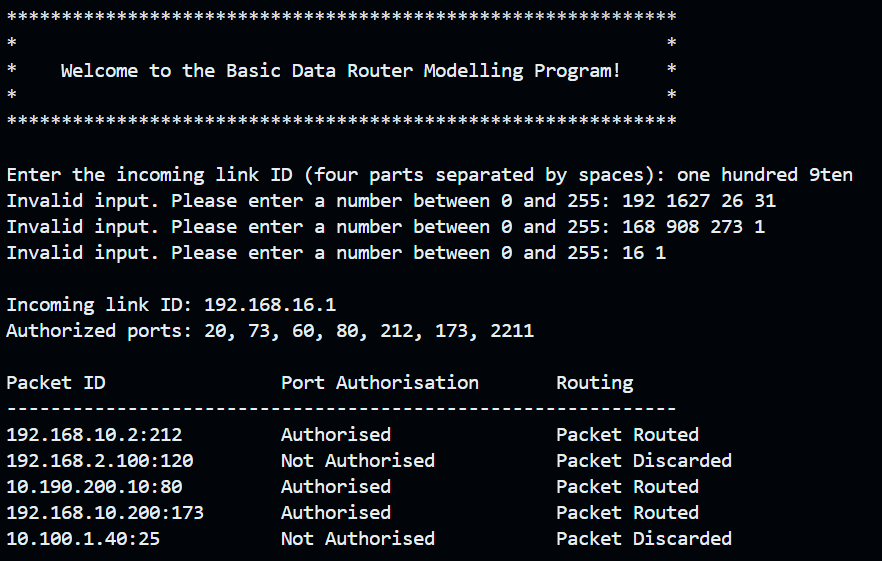 *************************************************************
*                                                           *
*    Welcome to the Basic Data Router Modelling Program!    *
*                                                           *
*************************************************************
Enter the incoming link ID (four parts separated by spaces): one hundred 9ten
Invalid input. Please enter a number between 0 and 255: 192 1627 26 31
Invalid input. Please enter a number between 0 and 255: 168 908 273 1
Invalid input. Please enter a number between 0 and 255: 16 1
Incoming link ID: 192.168.16.1
Authorized ports: 20, 73, 60, 80, 212, 173, 2211
Packet ID                Port Authorisation       Routing
-------------------------------------------------------------
192.168.10.2:212         Authorised               Packet Routed
192.168.2.100:120        Not Authorised           Packet Discarded
10.190.200.10:80         Authorised               Packet Routed
192.168.10.200:173       Authorised               Packet Routed
10.100.1.40:25           Not Authorised           Packet Discarded